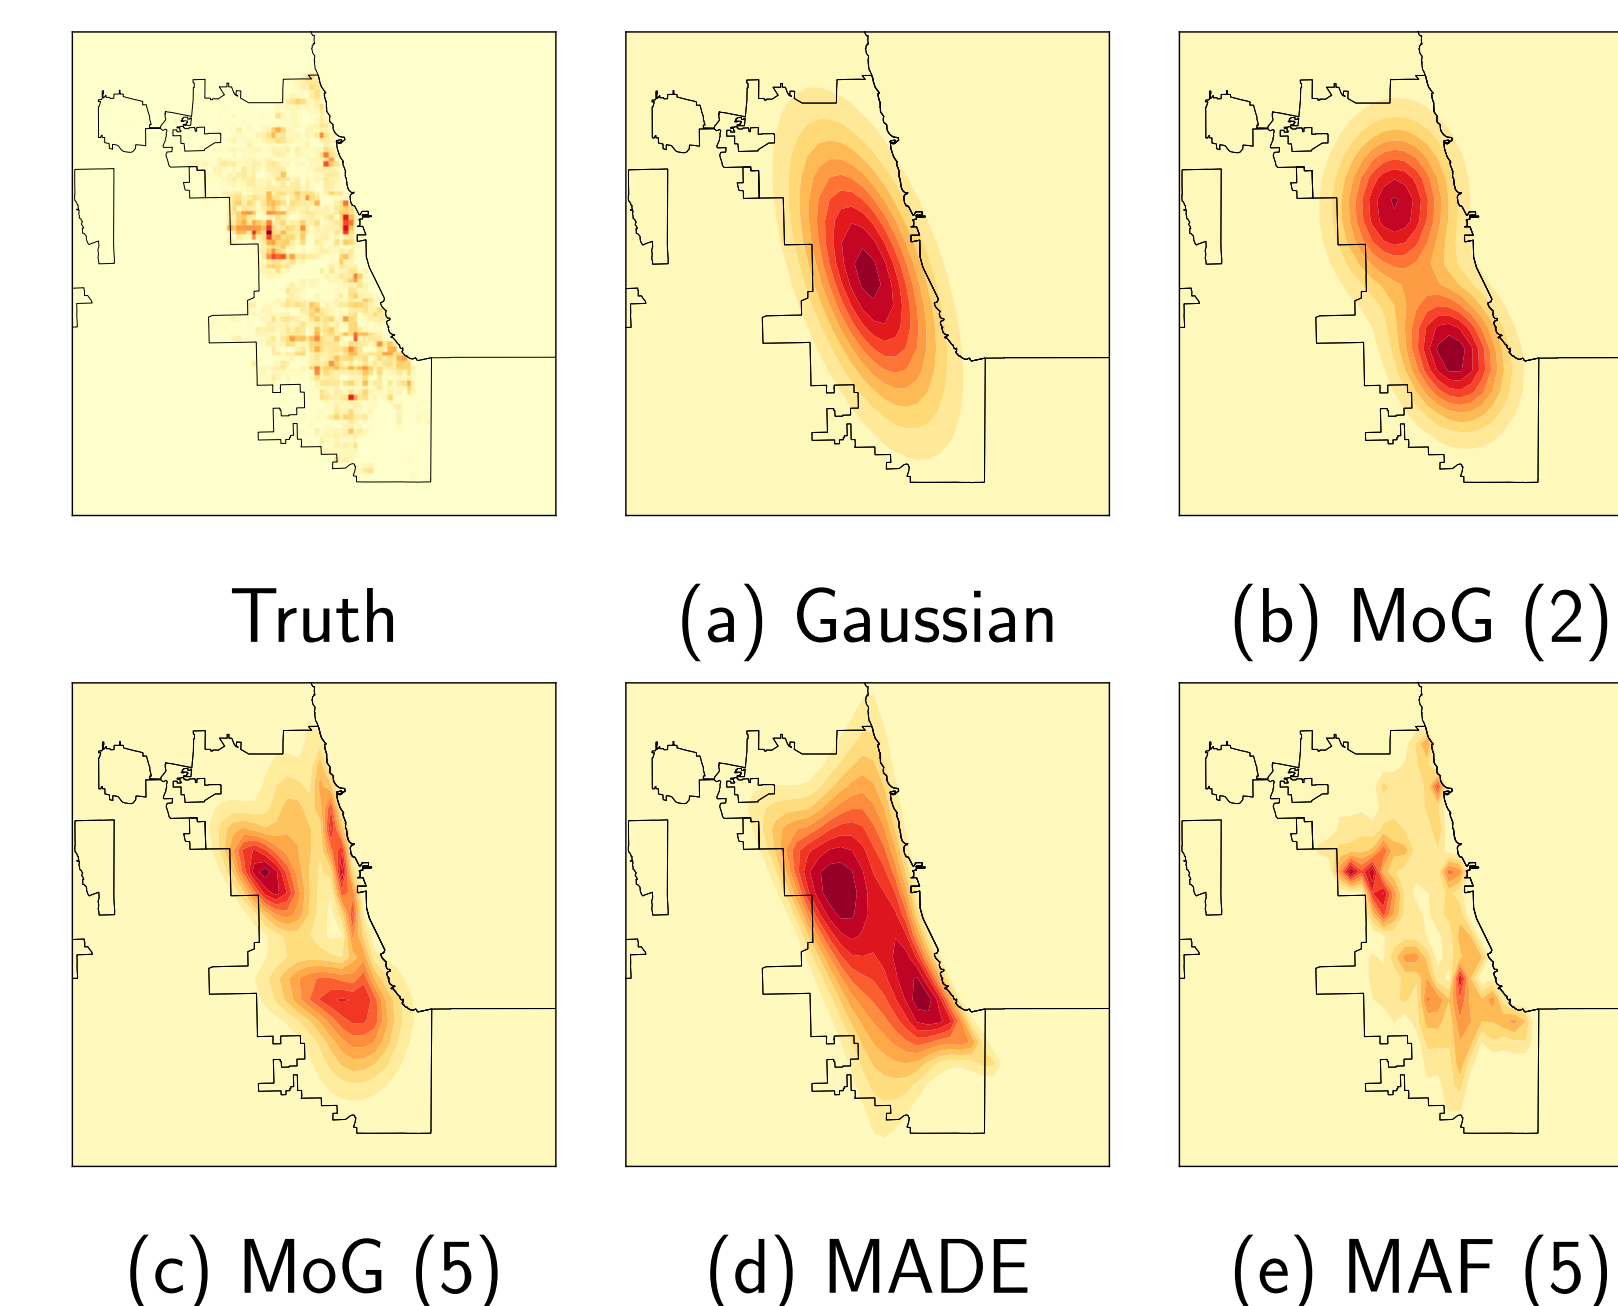 Truth
(a) Gaussian
(b) MoG (2)
(c) MoG (5)
(d) MADE
(e) MAF (5)